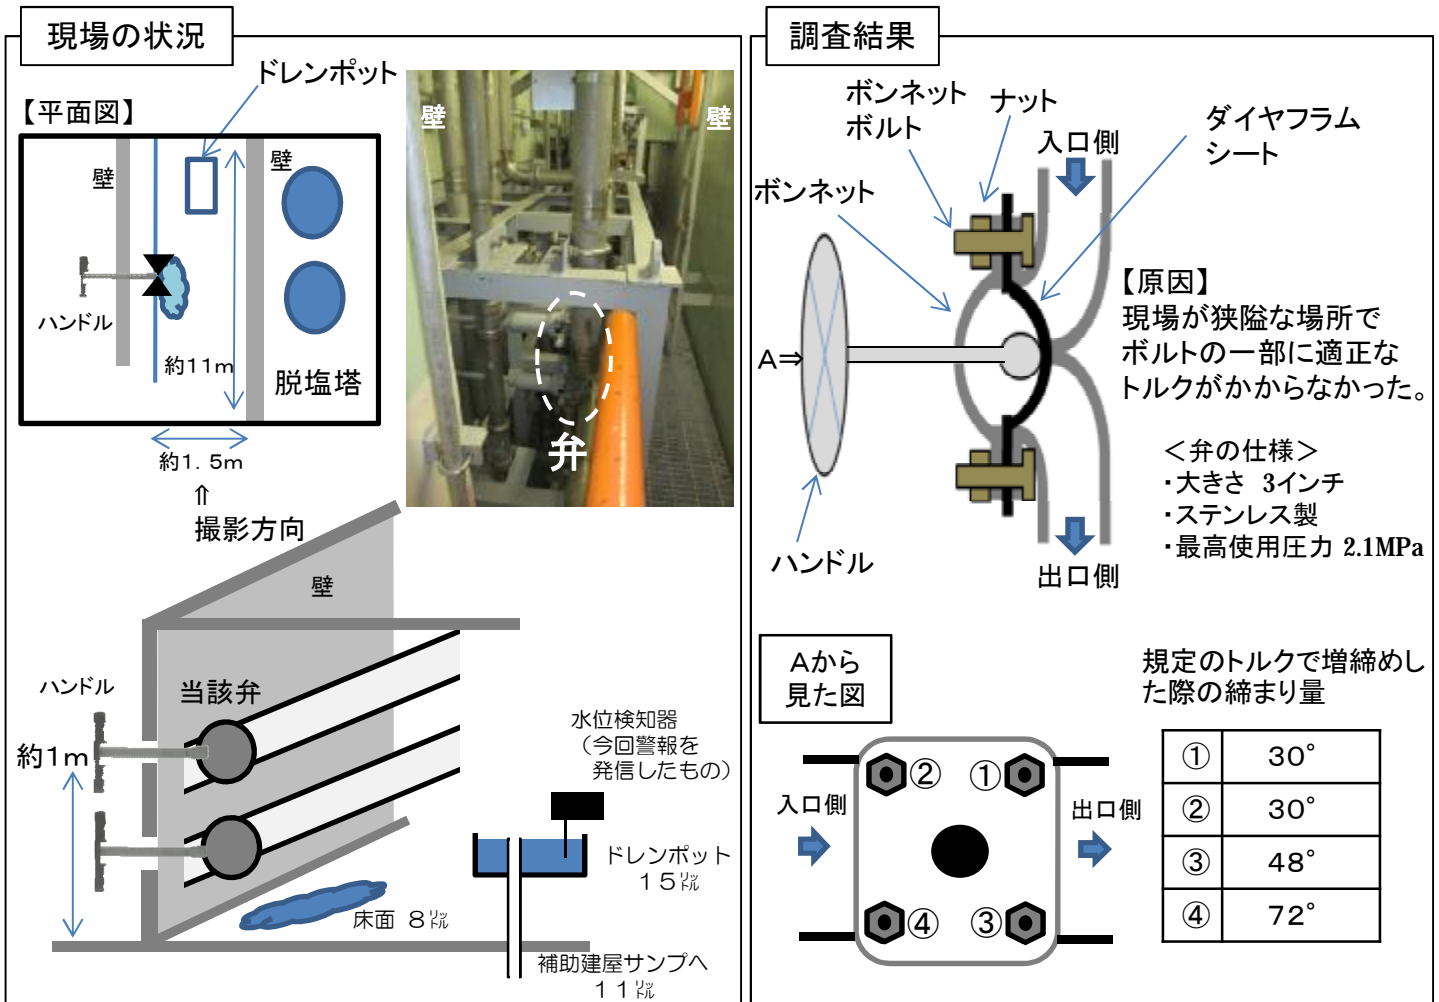 現場の状況
ドレンポット
【平面図】
壁
壁
ハンドル
約11m
脱塩塔
約1.5m
⇑
撮影方向
壁
壁
弁
壁
ハンドル
当該弁
約1m
水位検知器
（今回警報を
発信したもの）
ドレンポット
15㍑
床面 8㍑
補助建屋サンプへ
11㍑
調査結果
ボンネット
ボルト
ナット
ダイヤフラム
シート
入口側
ボンネット
A⇒
【原因】
現場が狭隘な場所で
ボルトの一部に適正な
トルクがかからなかった。
＜弁の仕様＞
・大きさ 3インチ
・ステンレス製
・最高使用圧力 2.1MPa
ハンドル
出口側
Aから
見た図
規定のトルクで増締めし
た際の締まり量
② ①
入口側
出口側
④ ③
① 30°
② 30°
③ 48°
④ 72°